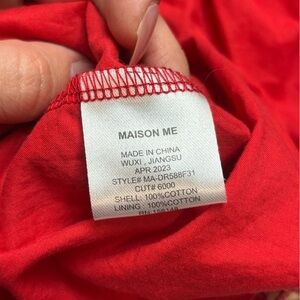 MAISON ME
MADE IN CHINA
WUXI , JIANGSU
APR 2023
STYLE# MA-DR588F31
CUT# 6000
SHELL: 100%COTTON
LINING : 100%COTTON